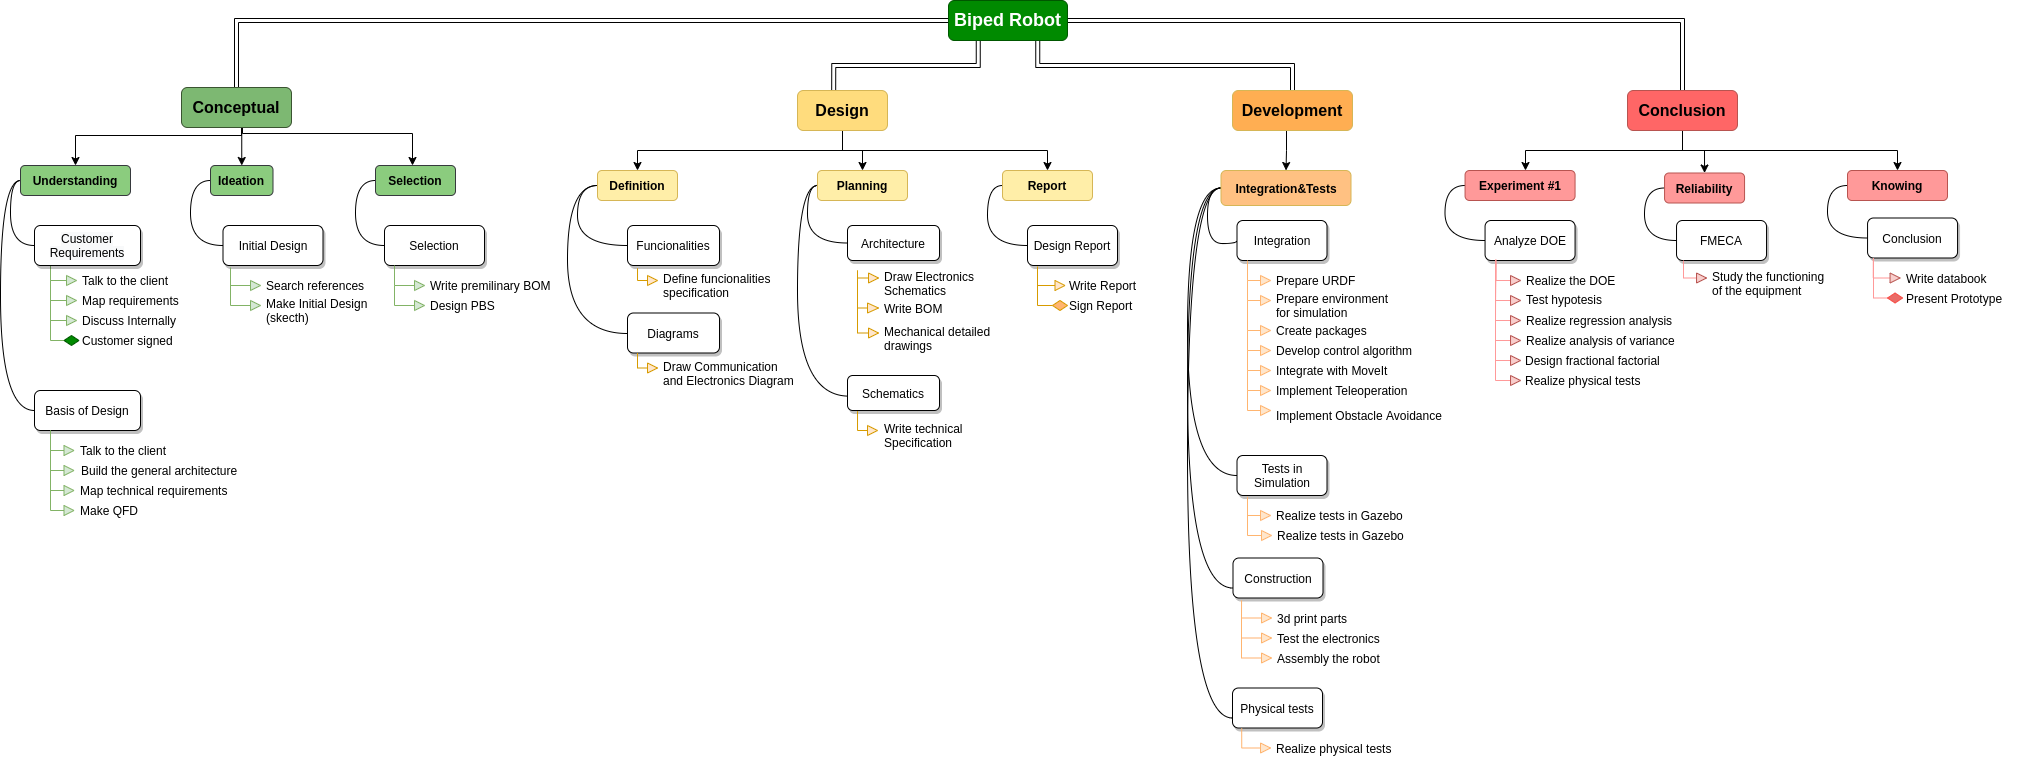 Biped Robot
Conceptual
Understanding
Customer
Requirements
Talk to the client
Map requirements
Discuss Internally
Customer signed
Basis of Design
Talk to the client
Build the general architecture
Map technical requirements
Make QFD
Ideation
Initial Design
Search references
Make Initial Design
(skecth)
Selection
Selection
Write premilinary BOM
Design PBS
Design
Definition
Funcionalities
Define funcionalities
specification
Diagrams
Draw Communication
and Electronics Diagram
Planning
Architecture
Draw Electronics
Schematics
Write BOM
Mechanical detailed
drawings
Schematics
Write technical
Specification
Report
Design Report
Write Report
Sign Report
Development
Integration&Tests
Integration
Prepare URDF
Prepare environment
for simulation
Create packages
Develop control algorithm
Integrate with MoveIt
Implement Teleoperation
Implement Obstacle Avoidance
Tests in
Simulation
Realize tests in Gazebo
Realize tests in Gazebo
Construction
3d print parts
Test the electronics
Assembly the robot
Physical tests
Realize physical tests
Conclusion
Experiment #1
Analyze DOE
Realize the DOE
Test hypotesis
Realize regression analysis
Realize analysis of variance
Design fractional factorial
Realize physical tests
Reliability
FMECA
Study the functioning
of the equipment
Knowing
Conclusion
Write databook
Present Prototype